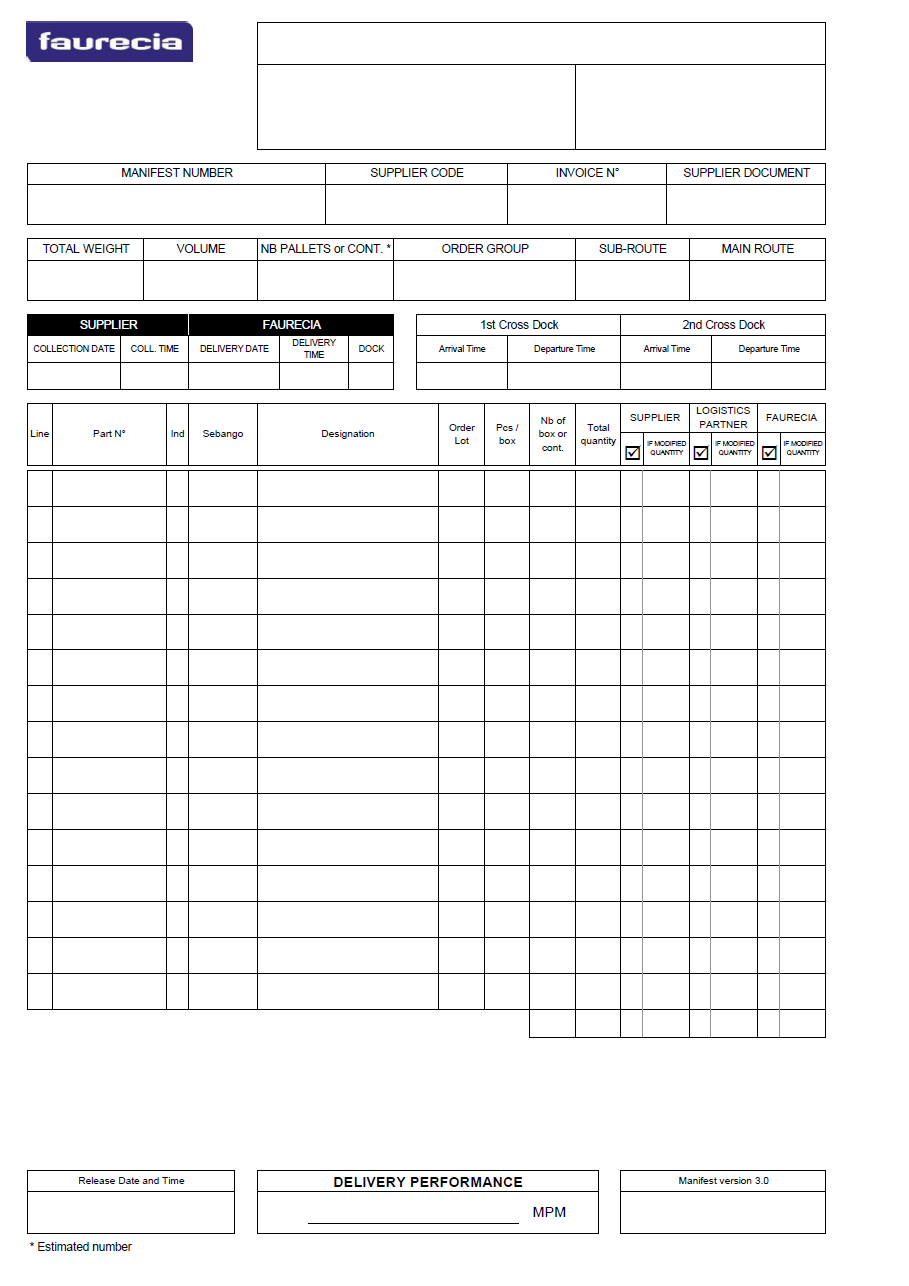 faurecia
MANIFEST NUMBER SUPPLIER CODE INVOICE N° SUPPLIER DOCUMENT
TOTAL WEIGHT VOLUME NB PALLETS or CONT. * ORDER GROUP SUB-ROUTE MAIN ROUTE
SUPPLIER FAURECIA 1st Cross Dock 2nd Cross Dock
COLLECTION DATE COLL. TIME DELIVERY DATE DELIVERY TIME DOCK Arrival Time Departure Time Arrival Time Departure Time
Line Part N° Ind Sebango Designation Order Lot Pcs / box Nb of box or cont. Total quantity SUPPLIER LOGISTICS PARTNER FAURECIA
IF MODIFIED QUANTITY IF MODIFIED QUANTITY IF MODIFIED QUANTITY
Release Date and Time DELIVERY PERFORMANCE Manifest version 3.0
MPM
* Estimated number